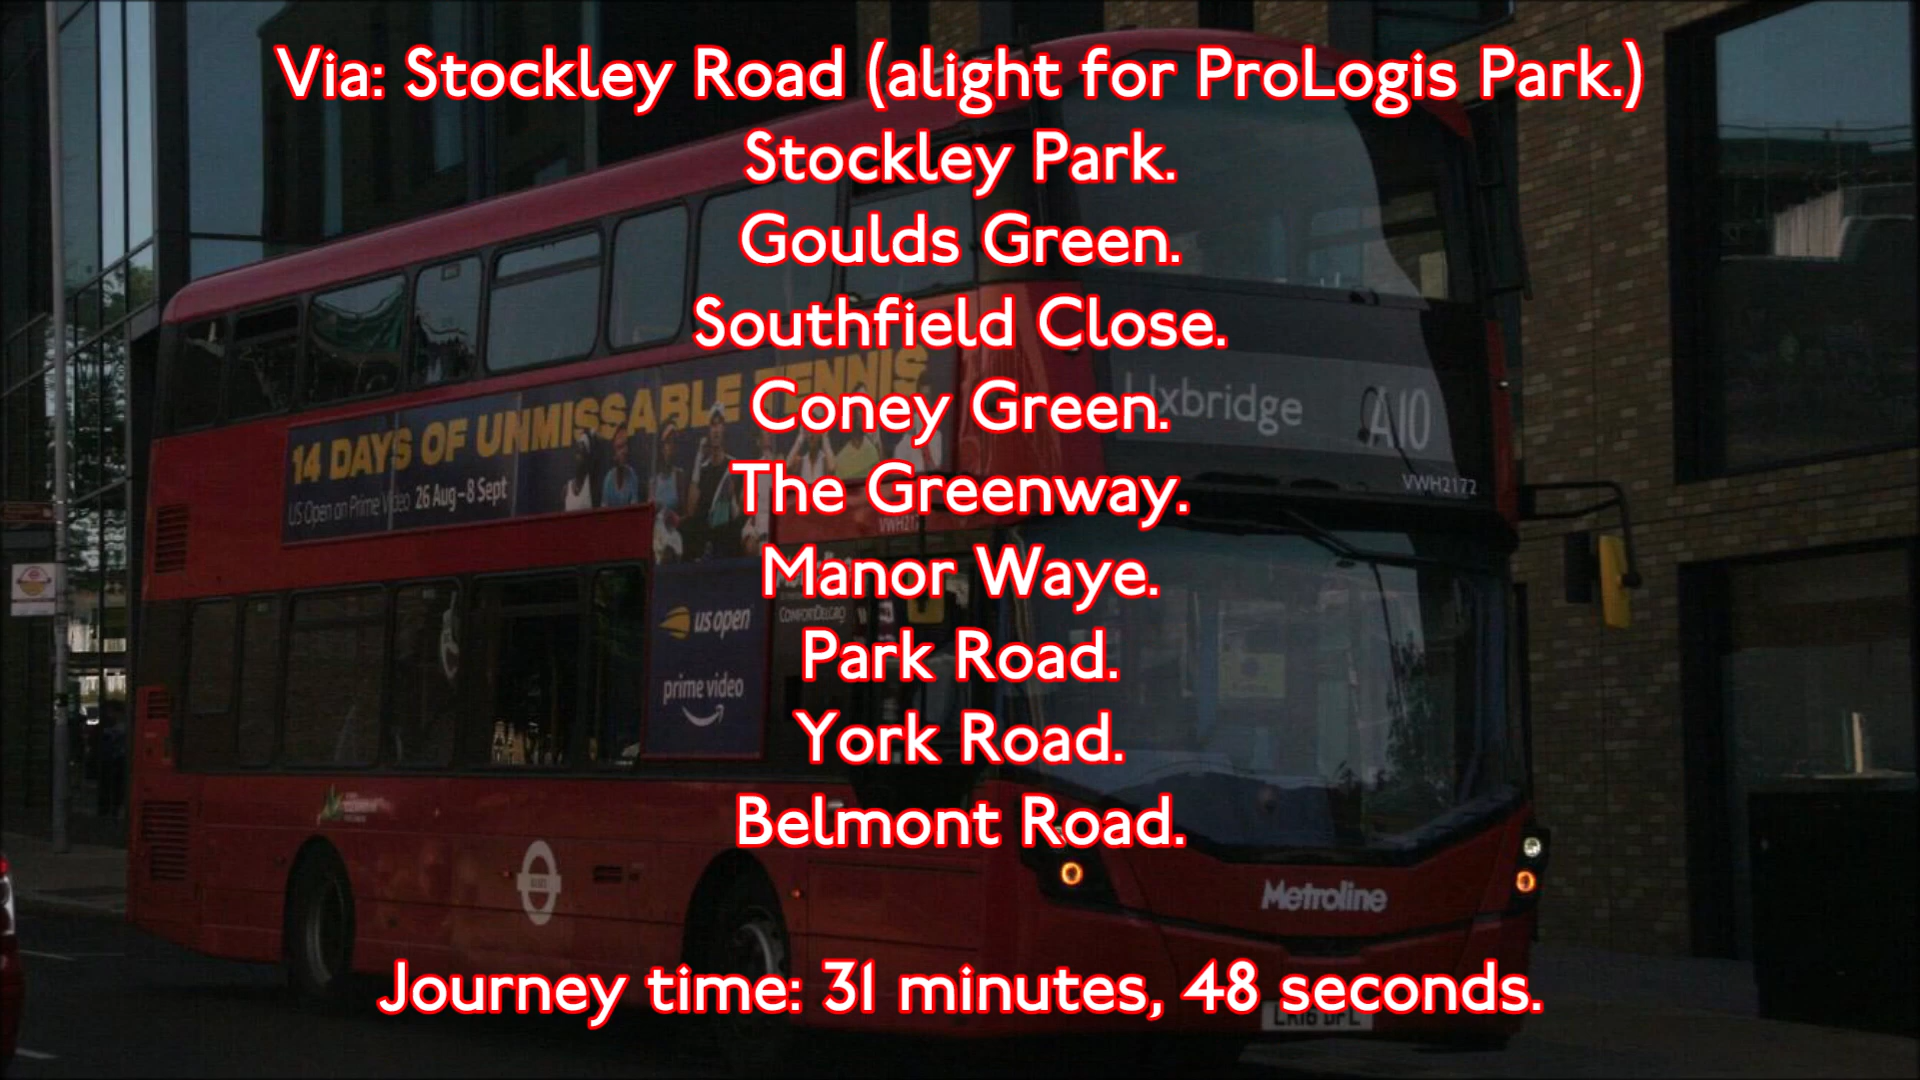 Via: Stockley Road (alight for ProLogis Park.)
Stockley Park.
Goulds Green.
Southfield Close.
Coney Green.
The Greenway.
Manor Waye.
Park Road.
York Road.
Belmont Road.
Journey time: 31 minutes, 48 seconds.
14 DAYS OF UNMISSABLE TENNIS
US Open on Prime Video 26 Aug-8 Sept
Uxbridge A10
VWH2172
us open
COMFORTDELGRO
prime video
Metroline